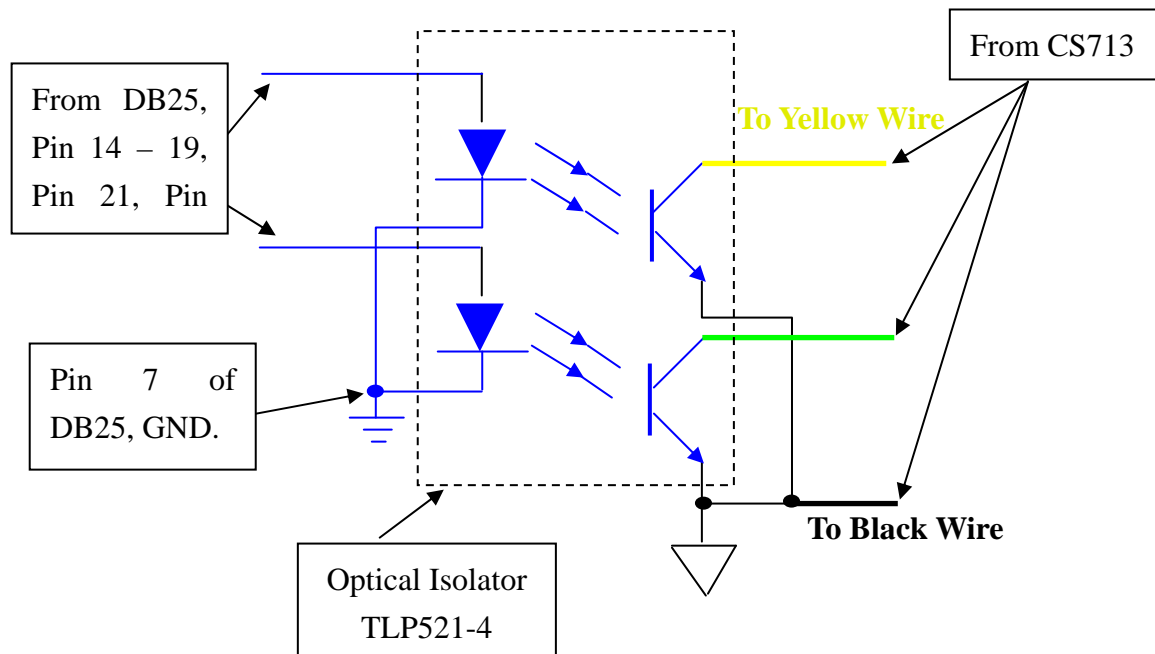 From CS713
From DB25,
Pin 14 – 19,
Pin 21, Pin
To Yellow Wire
Pin 7 of
DB25, GND.
To Black Wire
Optical Isolator
TLP521-4